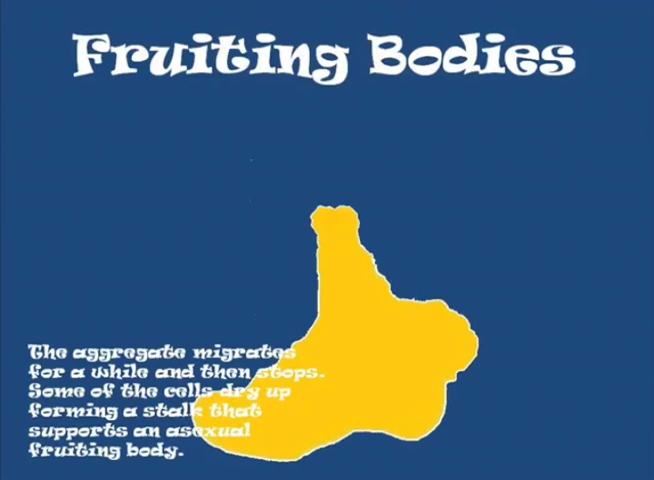 Fruiting Bodies
The aggregate migrates
for a while and then stops.
Some of the cells dry up
forming a stalk that
supports an asexual
fruiting body.